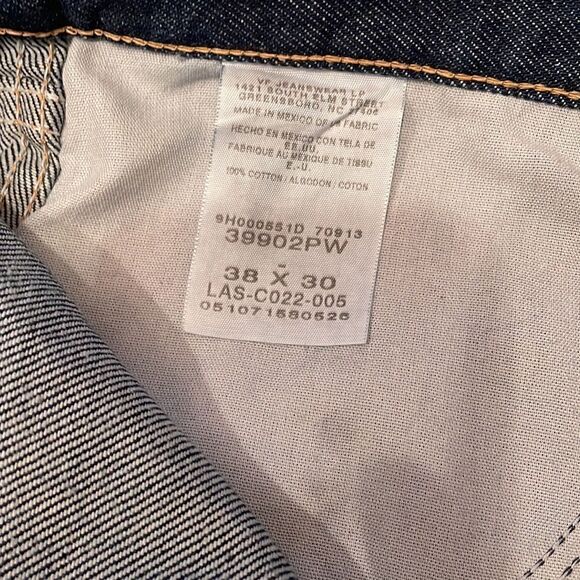 VF JEANSWEAR LP
1421 SOUTH ELM STREET
GREENSBORO, NC 27406
MADE IN MEXICO OF US FABRIC
HECHO EN MEXICO CON TELA DE
EE.UU.
FABRIQUE AU MEXIQUE DE TISSU
E.-U.
100% COTTON / ALGODON / COTON
9H000551D 70913
39902PW
-
38 X 30
LAS-C022-005
051071580526